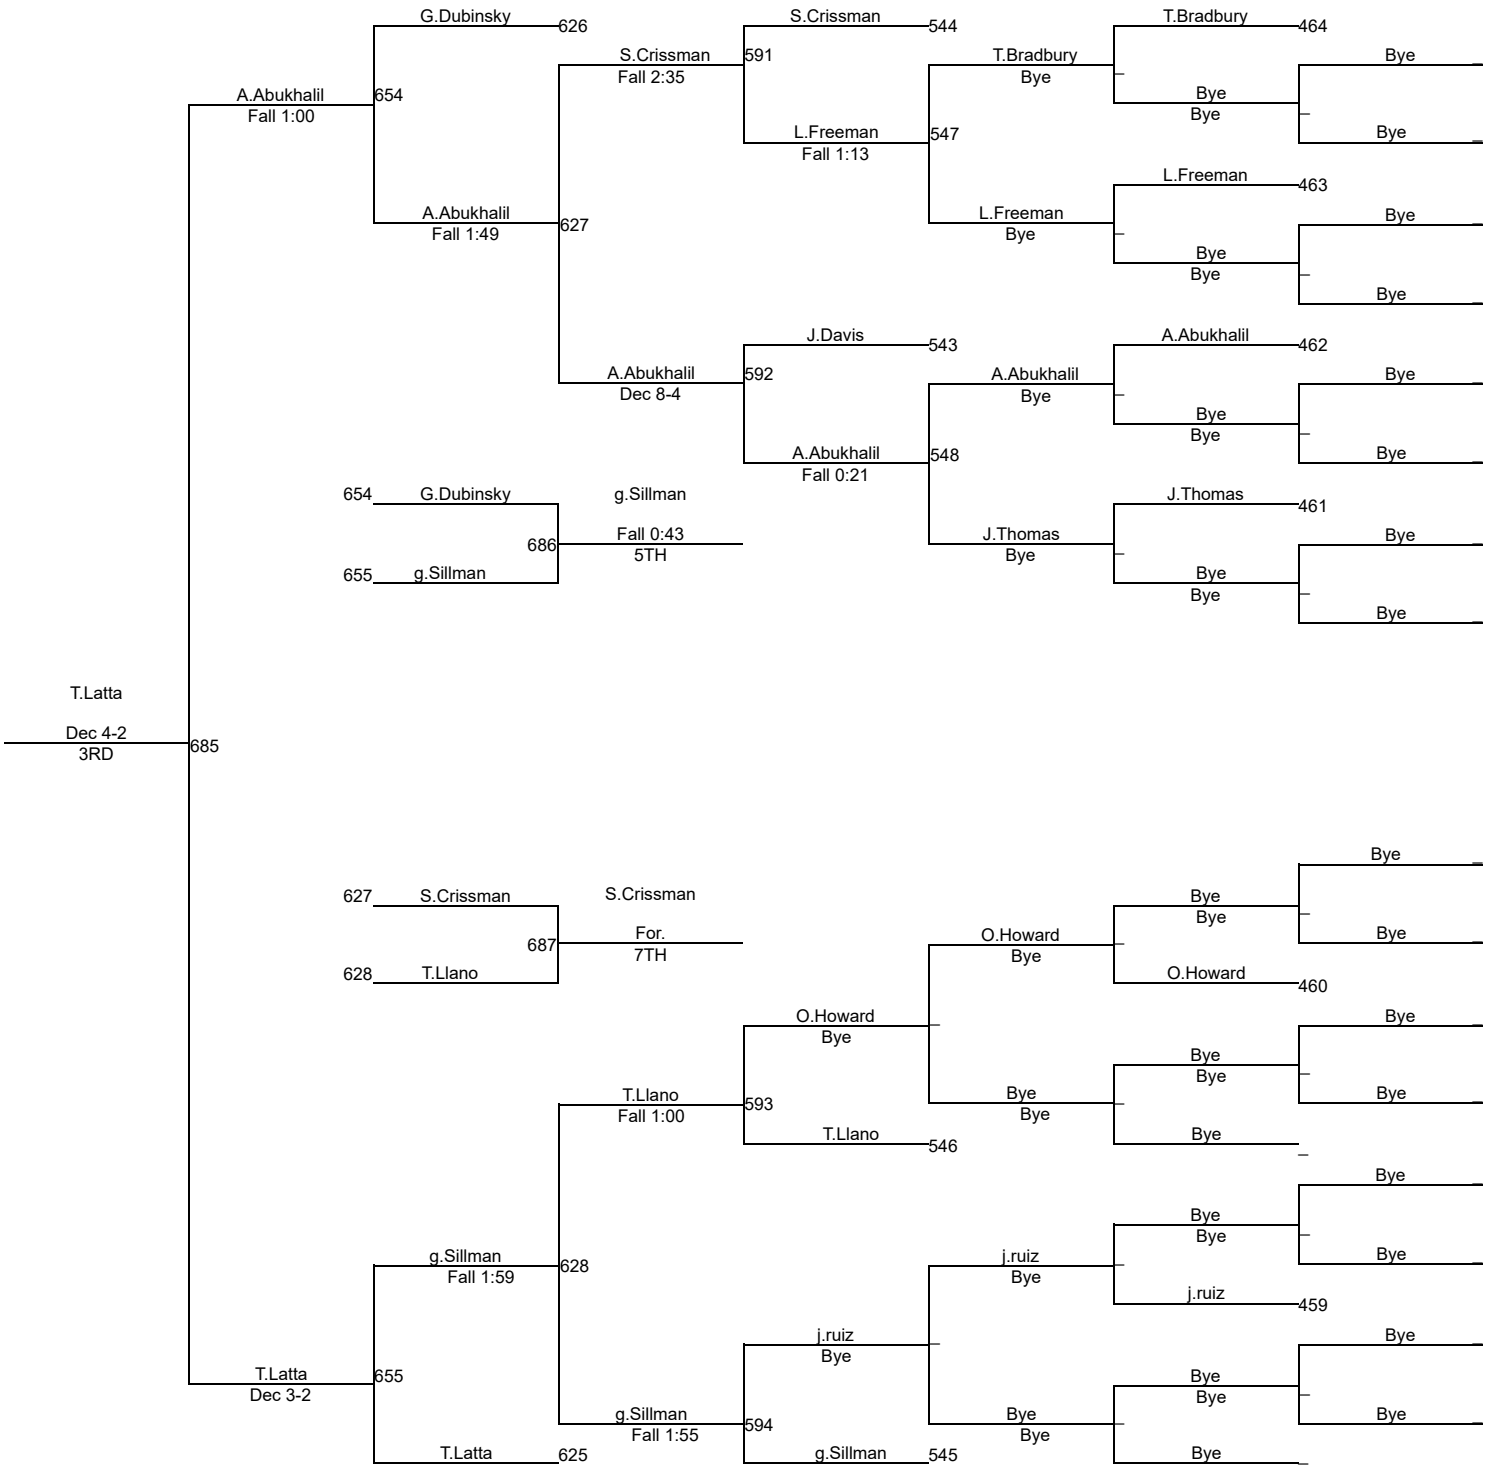 G.Dubinsky
626
S.Crissman
544
T.Bradbury
464
S.Crissman
Fall 2:35
591
T.Bradbury
Bye
Bye
A.Abukhalil
Fall 1:00
654
Bye
Bye
L.Freeman
Fall 1:13
547
Bye
L.Freeman
463
A.Abukhalil
Fall 1:49
627
L.Freeman
Bye
Bye
Bye
Bye
Bye
J.Davis
543
A.Abukhalil
462
A.Abukhalil
Dec 8-4
592
A.Abukhalil
Bye
Bye
Bye
Bye
A.Abukhalil
Fall 0:21
548
Bye
654
G.Dubinsky
g.Sillman
J.Thomas
461
686
Fall 0:43
5TH
J.Thomas
Bye
Bye
655
g.Sillman
Bye
Bye
Bye
T.Latta
Dec 4-2
3RD
685
Bye
627
S.Crissman
S.Crissman
Bye
Bye
687
For.
7TH
O.Howard
Bye
Bye
628
T.Llano
O.Howard
460
O.Howard
Bye
Bye
Bye
Bye
T.Llano
Fall 1:00
593
Bye
Bye
Bye
T.Llano
546
Bye
Bye
Bye
Bye
g.Sillman
Fall 1:59
628
j.ruiz
Bye
Bye
j.ruiz
459
j.ruiz
Bye
Bye
T.Latta
Dec 3-2
655
Bye
Bye
g.Sillman
Fall 1:55
594
Bye
Bye
Bye
T.Latta
625
g.Sillman
545
Bye